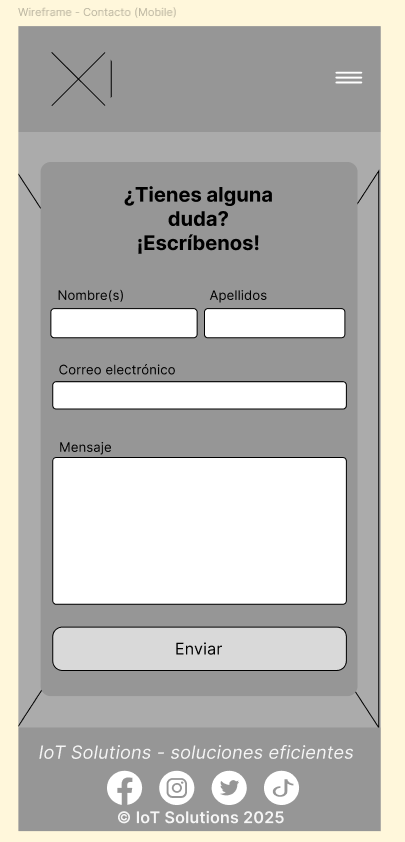 Wireframe - Contacto (Mobile)
¿Tienes alguna
duda?
¡Escríbenos!
Nombre(s) Apellidos
Correo electrónico
Mensaje
Enviar
IoT Solutions - soluciones eficientes
© IoT Solutions 2025